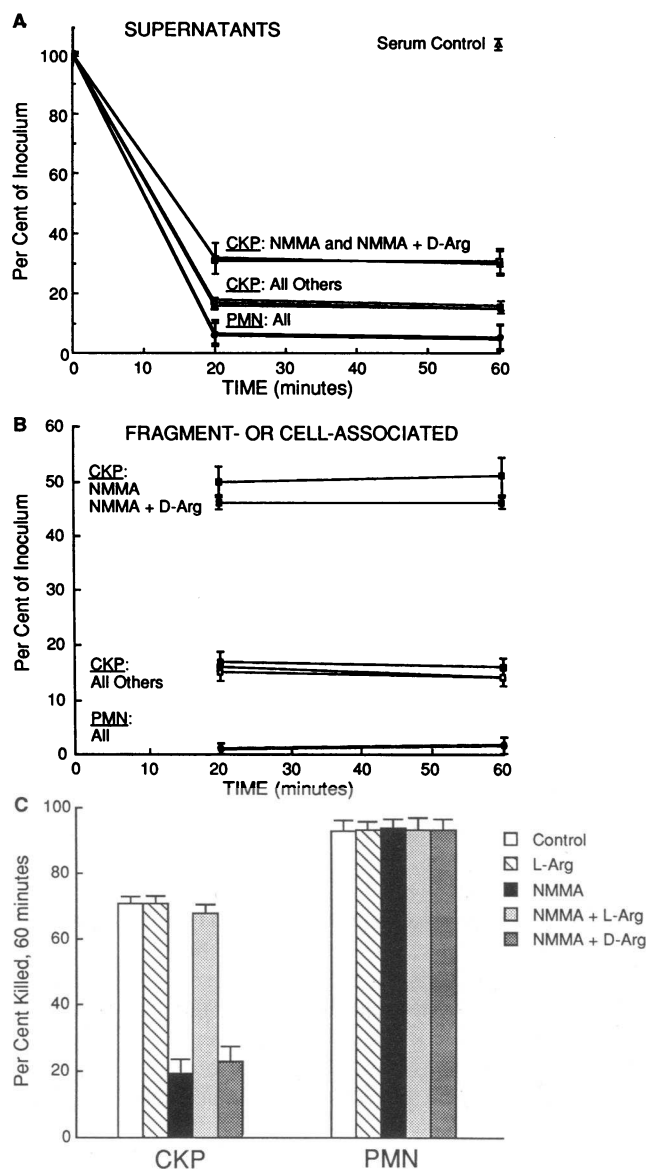 A.
SUPERNATANTS
Serum Control
Per Cent of Inoculum
100
80
60
40
20
0
CKP: NMMA and NMMA + D-Arg
CKP: All Others
PMN: All
0 10 20 30 40 50 60
TIME (minutes)
B
FRAGMENT- OR CELL-ASSOCIATED
Per Cent of Inoculum
60
50
40
30
20
10
0
CKP:
NMMA
NMMA + D-Arg
CKP:
All Others
PMN:
All
0 10 20 30 40 50 60
TIME (minutes)
C
Per Cent Killed, 60 minutes
100
80
60
40
20
0
Control
L-Arg
NMMA
NMMA + L-Arg
NMMA + D-Arg
CKP PMN